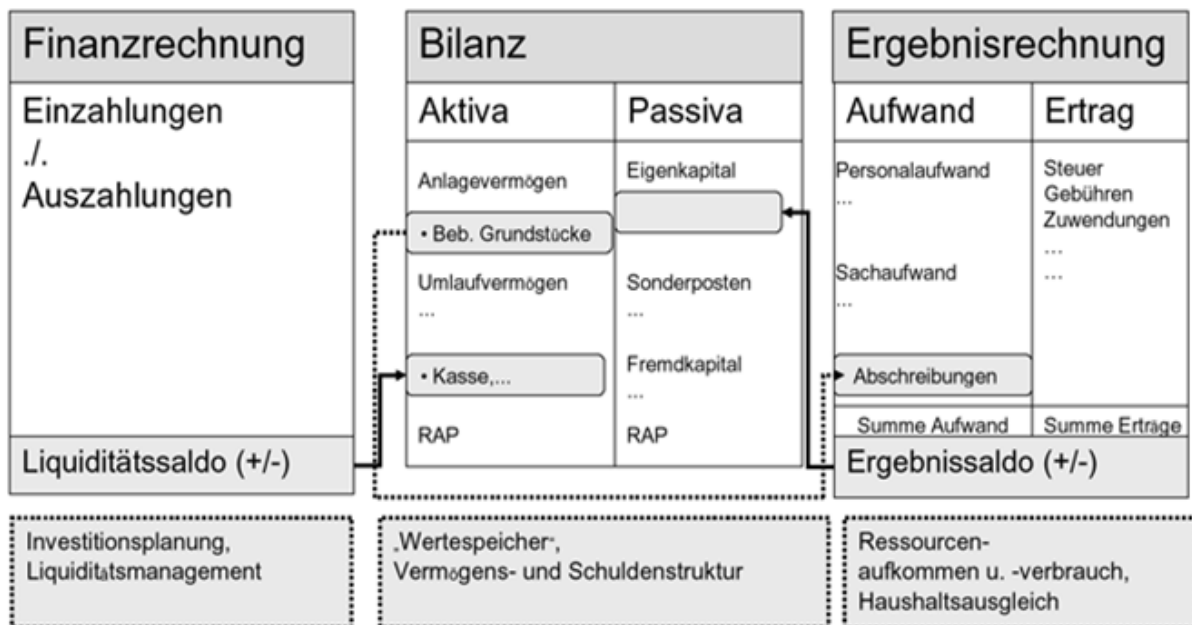 Finanzrechnung
Einzahlungen
./.
Auszahlungen
Liquiditätssaldo (+/-)
Investitionsplanung,
Liquiditätsmanagement
Bilanz
Aktiva
Anlagevermögen
• Beb. Grundstücke
Umlaufvermögen
...
• Kasse,...
RAP
Passiva
Eigenkapital
Sonderposten
...
Fremdkapital
...
RAP
„Wertespeicher“,
Vermögens- und Schuldenstruktur
Ergebnisrechnung
Aufwand
Personalaufwand
...
Sachaufwand
...
Abschreibungen
Summe Aufwand
Ertrag
Steuer
Gebühren
Zuwendungen
...
...
Summe Erträge
Ergebnissaldo (+/-)
Ressourcen-
aufkommen u. -verbrauch,
Haushaltsausgleich